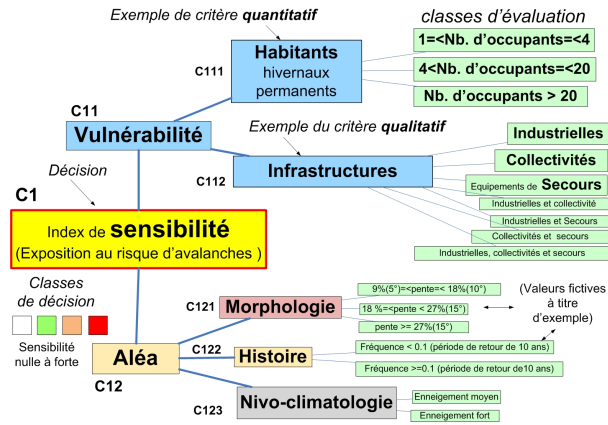 Exemple de critère quantitatif
classes d'évaluation
C111
Habitants
hivernaux
permanents
1=<Nb. d'occupants=<4
4<Nb. d'occupants=<20
Nb. d'occupants > 20
C11
Vulnérabilité
Exemple du critère qualitatif
C112
Infrastructures
Industrielles
Collectivités
Equipements de Secours
Industrielles et collectivité
Industrielles et Secours
Collectivités et secours
Industrielles, collectivités et secours
Décision
C1
Index de sensibilité
(Exposition au risque d'avalanches )
Classes
de décision
Sensibilité
nulle à forte
C121
Morphologie
9%(5°)=<pente=< 18%(10°)
18 %=<pente < 27%(15°)
pente >= 27%(15°)
(Valeurs fictives
à titre
d'exemple)
Aléa
C12
C122
Histoire
Fréquence < 0.1 (période de retour de 10 ans)
Fréquence >=0.1 (période de retour de10 ans)
C123
Nivo-climatologie
Enneigement moyen
Enneigement fort